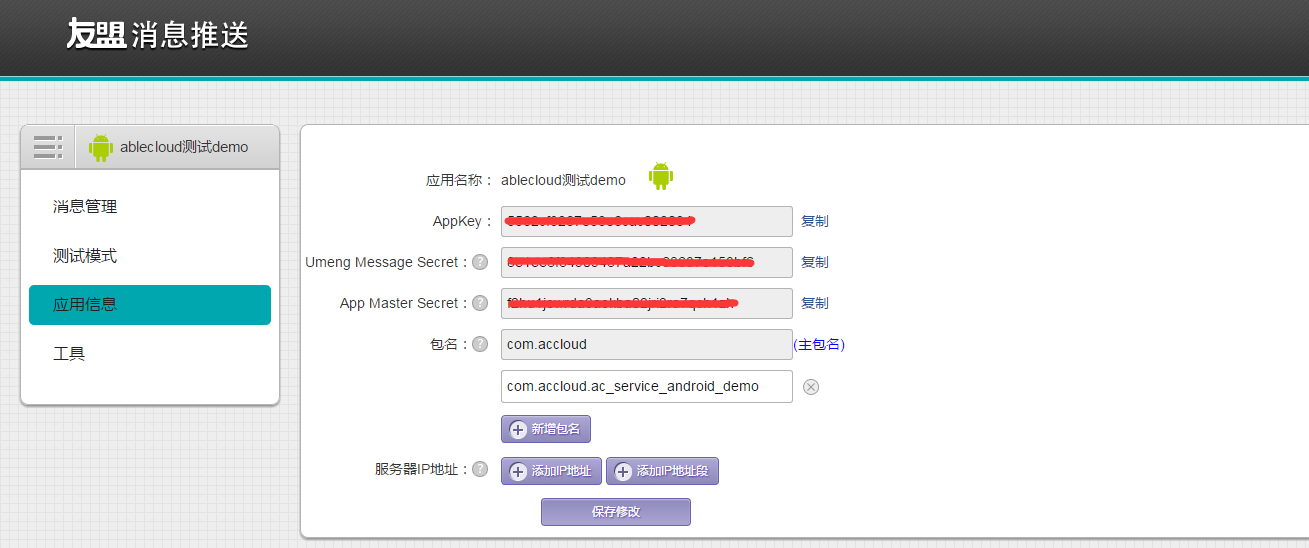 友盟消息推送
ablecloud测试demo
消息管理
测试模式
应用信息
工具
应用名称： ablecloud测试demo
AppKey： 复制
Umeng Message Secret：? 复制
App Master Secret：? 复制
包名：? com.accloud (主包名)
com.accloud.ac_service_android_demo
新增包名
服务器IP地址：? 添加IP地址 添加IP地址段
保存修改